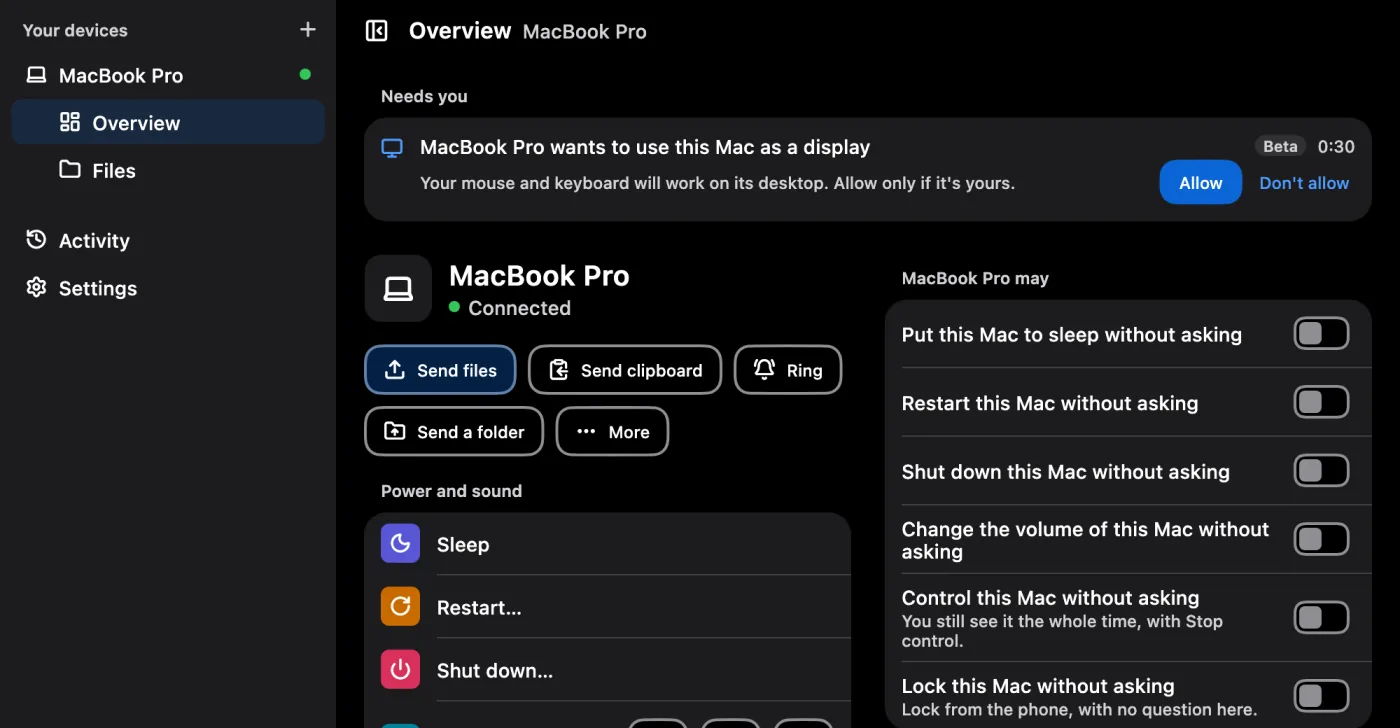 Your devices
MacBook Pro
Overview
Files
Activity
Settings
Overview MacBook Pro
Needs you
MacBook Pro wants to use this Mac as a display
Beta 0:30
Your mouse and keyboard will work on its desktop. Allow only if it's yours.
Allow Don't allow
MacBook Pro
Connected
Send files Send clipboard Ring
Send a folder More
Power and sound
Sleep
Restart...
Shut down...
MacBook Pro may
Put this Mac to sleep without asking
Restart this Mac without asking
Shut down this Mac without asking
Change the volume of this Mac without
asking
Control this Mac without asking
You still see it the whole time, with Stop
control.
Lock this Mac without asking
Lock from the phone, with no question here.